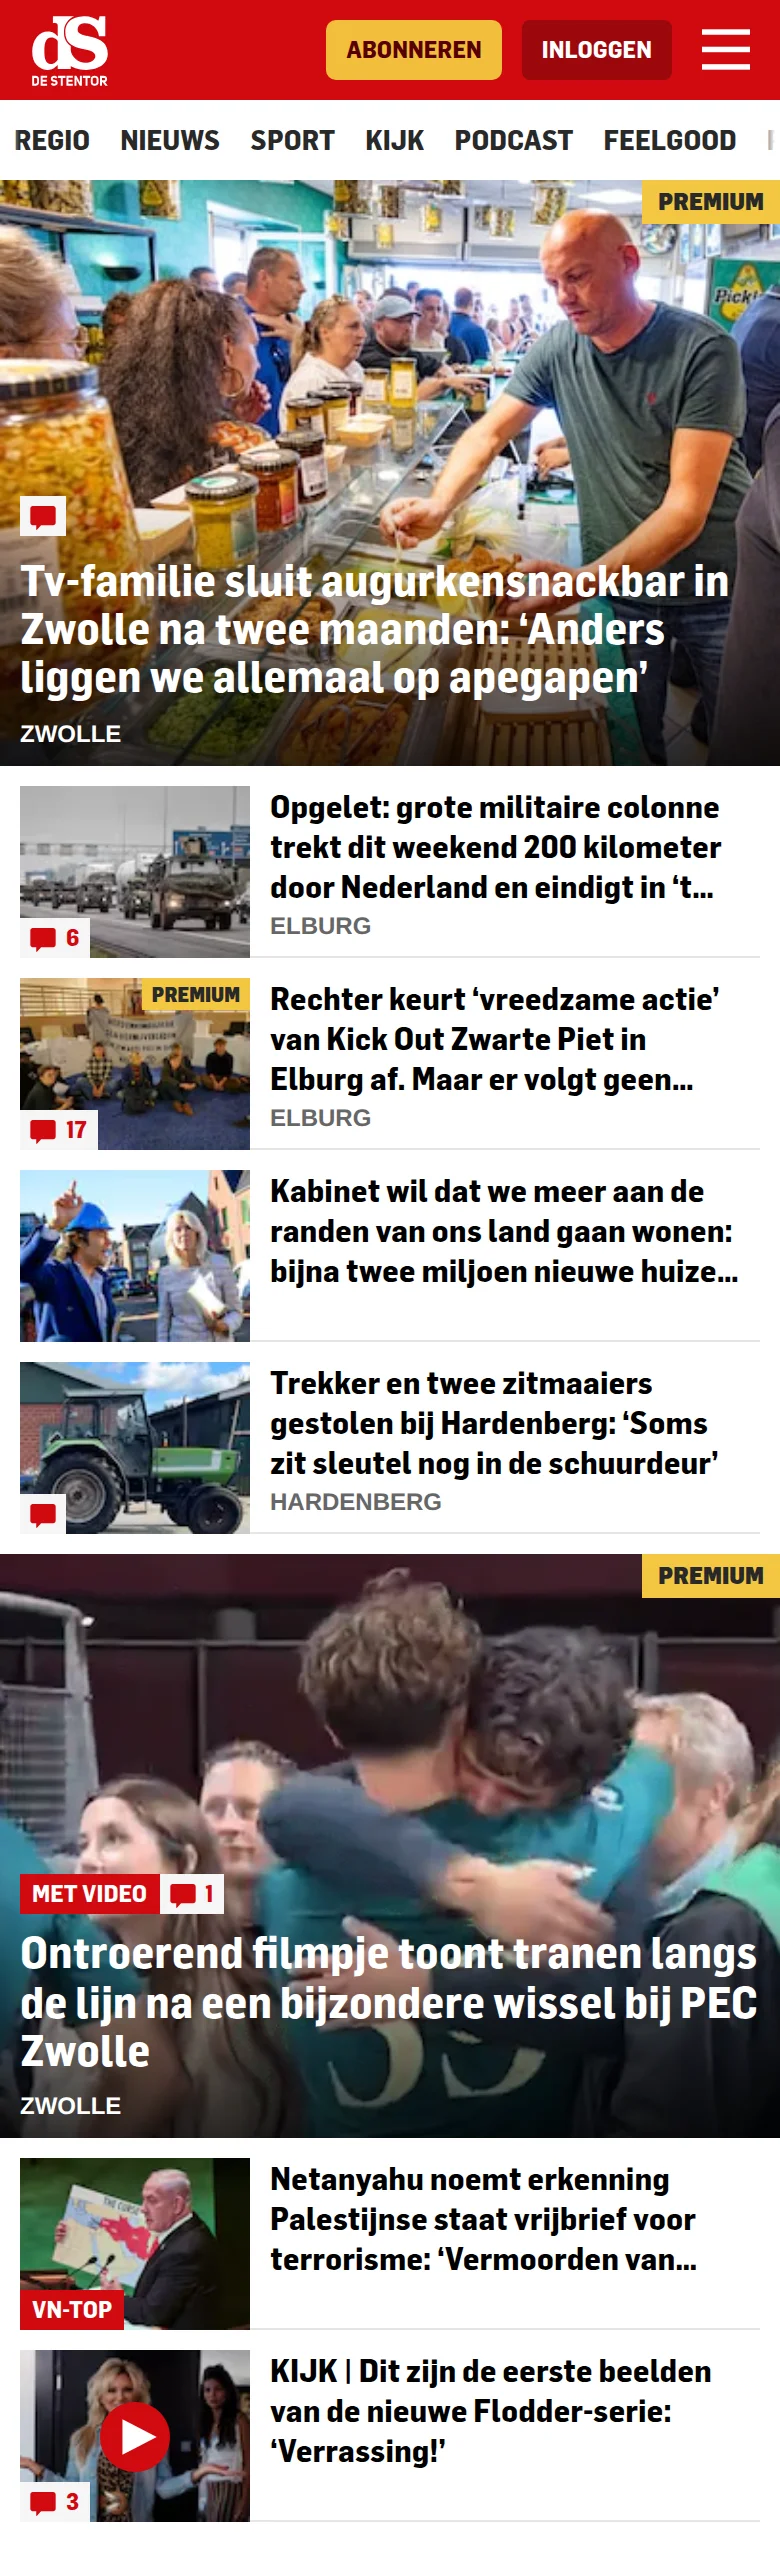 dS
DE STENTOR
ABONNEREN
INLOGGEN
REGIO NIEUWS SPORT KIJK PODCAST FEELGOOD
PREMIUM
Pickl
Tv-familie sluit augurkensnackbar in
Zwolle na twee maanden: ‘Anders
liggen we allemaal op apegapen’
ZWOLLE
Opgelet: grote militaire colonne
trekt dit weekend 200 kilometer
door Nederland en eindigt in ‘t...
ELBURG
6
PREMIUM
Rechter keurt ‘vreedzame actie’
van Kick Out Zwarte Piet in
Elburg af. Maar er volgt geen...
ELBURG
17
Kabinet wil dat we meer aan de
randen van ons land gaan wonen:
bijna twee miljoen nieuwe huize...
Trekker en twee zitmaaiers
gestolen bij Hardenberg: ‘Soms
zit sleutel nog in de schuurdeur’
HARDENBERG
PREMIUM
MET VIDEO
1
Ontroerend filmpje toont tranen langs
de lijn na een bijzondere wissel bij PEC
Zwolle
ZWOLLE
THE CURSE
VN-TOP
Netanyahu noemt erkenning
Palestijnse staat vrijbrief voor
terrorisme: ‘Vermoorden van...
KIJK | Dit zijn de eerste beelden
van de nieuwe Flodder-serie:
‘Verrassing!’
3